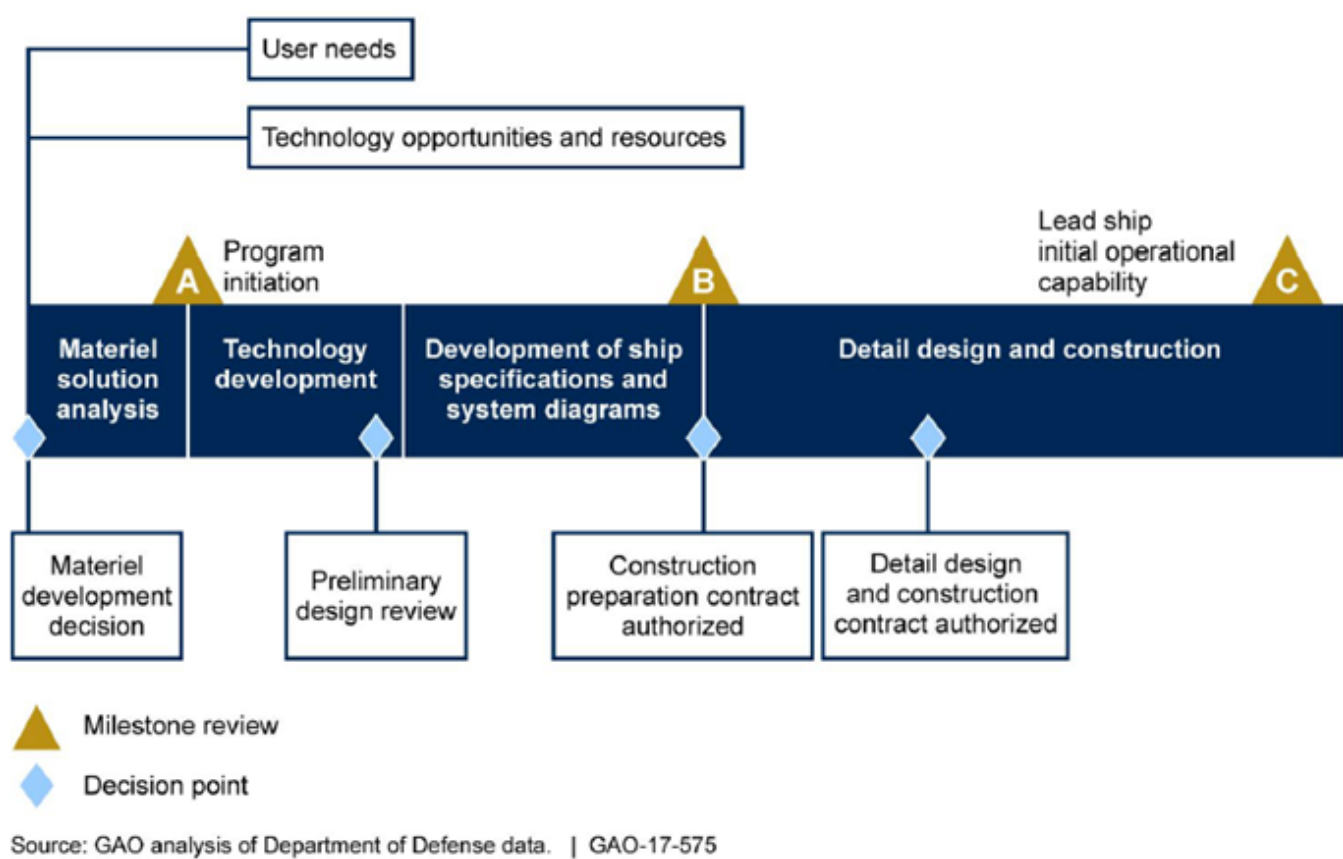 User needs
Technology opportunities and resources
A
Program
initiation
B
Lead ship
initial operational
capability
C
Materiel
solution
analysis
Technology
development
Development of ship
specifications and
system diagrams
Detail design and construction
Materiel
development
decision
Preliminary
design review
Construction
preparation contract
authorized
Detail design
and construction
contract authorized
Milestone review
Decision point
Source: GAO analysis of Department of Defense data. | GAO-17-575